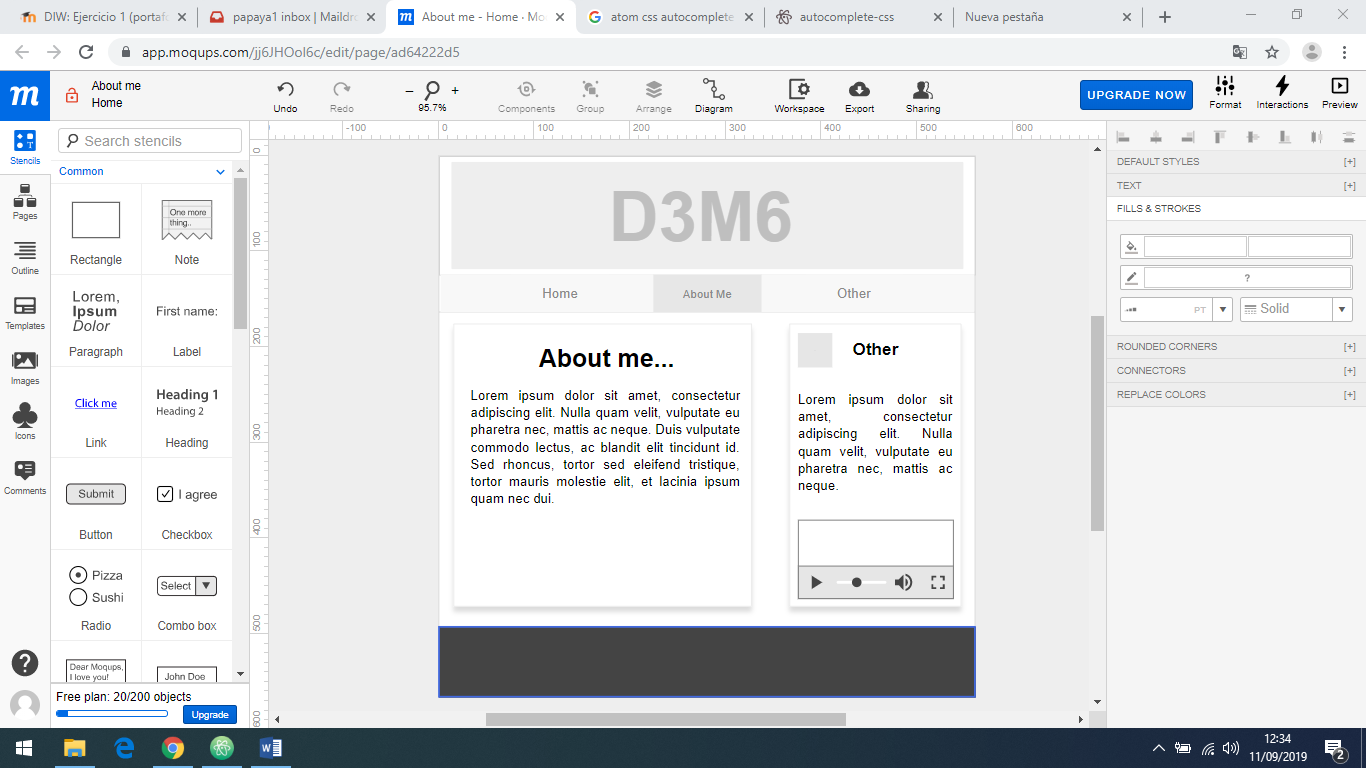 DIW: Ejercicio 1 (portaf
papaya1 inbox | Maildro
About me - Home · Mo
atom css autocomplete
autocomplete-css
Nueva pestaña
app.moqups.com/jj6JHOol6c/edit/page/ad64222d5
m
About me
Home
Undo
Redo
95.7%
Components
Group
Arrange
Diagram
Workspace
Export
Sharing
UPGRADE NOW
Format
Interactions
Preview
Stencils
Pages
Outline
Templates
Images
Icons
Comments
Search stencils
Common
Rectangle
One more
thing..
Note
Lorem,
Ipsum
Dolor
Paragraph
First name:
Label
Click me
Link
Heading 1
Heading 2
Heading
Submit
Button
I agree
Checkbox
Pizza
Sushi
Radio
Select
Combo box
Dear Moqups,
I love you!
John Doe
Free plan: 20/200 objects
Upgrade
-100 0 100 200 300 400 500 600
0
100
200
300
400
500
600
D3M6
Home
About Me
Other
About me...
Lorem ipsum dolor sit amet, consectetur
adipiscing elit. Nulla quam velit, vulputate eu
pharetra nec, mattis ac neque. Duis vulputate
commodo lectus, ac blandit elit tincidunt id.
Sed rhoncus, tortor sed eleifend tristique,
tortor mauris molestie elit, et lacinia ipsum
quam nec dui.
Other
Lorem ipsum dolor sit
amet, consectetur
adipiscing elit. Nulla
quam velit, vulputate eu
pharetra nec, mattis ac
neque.
DEFAULT STYLES [+]
TEXT [+]
FILLS & STROKES
?
PT
Solid
ROUNDED CORNERS [+]
CONNECTORS [+]
REPLACE COLORS [+]
12:34
11/09/2019
2